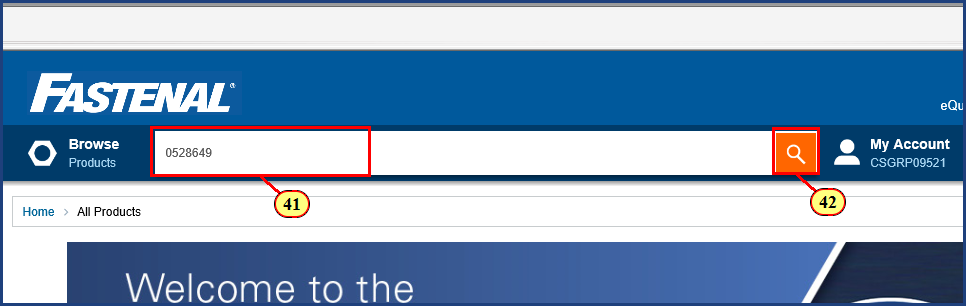 FASTENAL®
eQu
Browse
Products
0528649
My Account
CSGRP09521
41
42
Home > All Products
Welcome to the